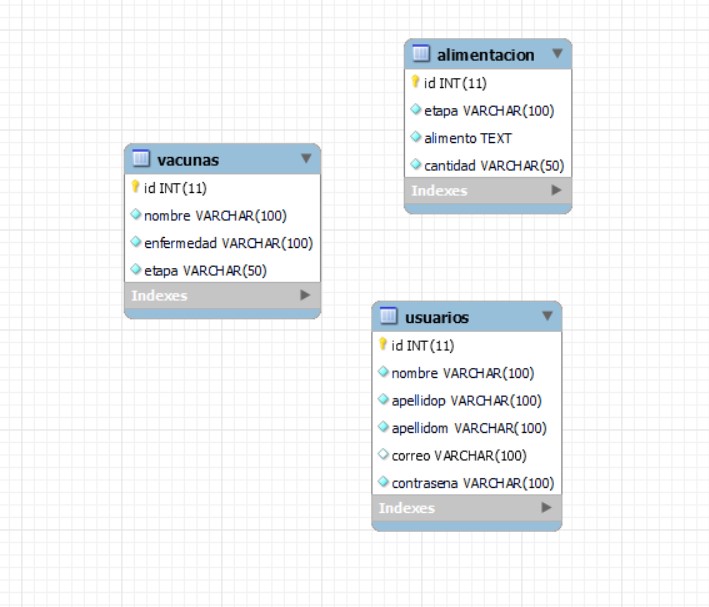 alimentacion
id INT(11)
etapa VARCHAR(100)
alimento TEXT
cantidad VARCHAR(50)
Indexes
vacunas
id INT(11)
nombre VARCHAR(100)
enfermedad VARCHAR(100)
etapa VARCHAR(50)
Indexes
usuarios
id INT(11)
nombre VARCHAR(100)
apellidop VARCHAR(100)
apellidom VARCHAR(100)
correo VARCHAR(100)
contrasena VARCHAR(100)
Indexes